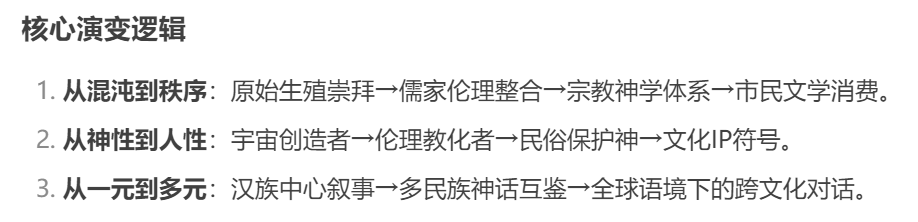 核心演变逻辑
1. 从混沌到秩序：原始生殖崇拜→儒家伦理整合→宗教神学体系→市民文学消费。
2. 从神性到人性：宇宙创造者→伦理教化者→民俗保护神→文化IP符号。
3. 从一元到多元：汉族中心叙事→多民族神话互鉴→全球语境下的跨文化对话。